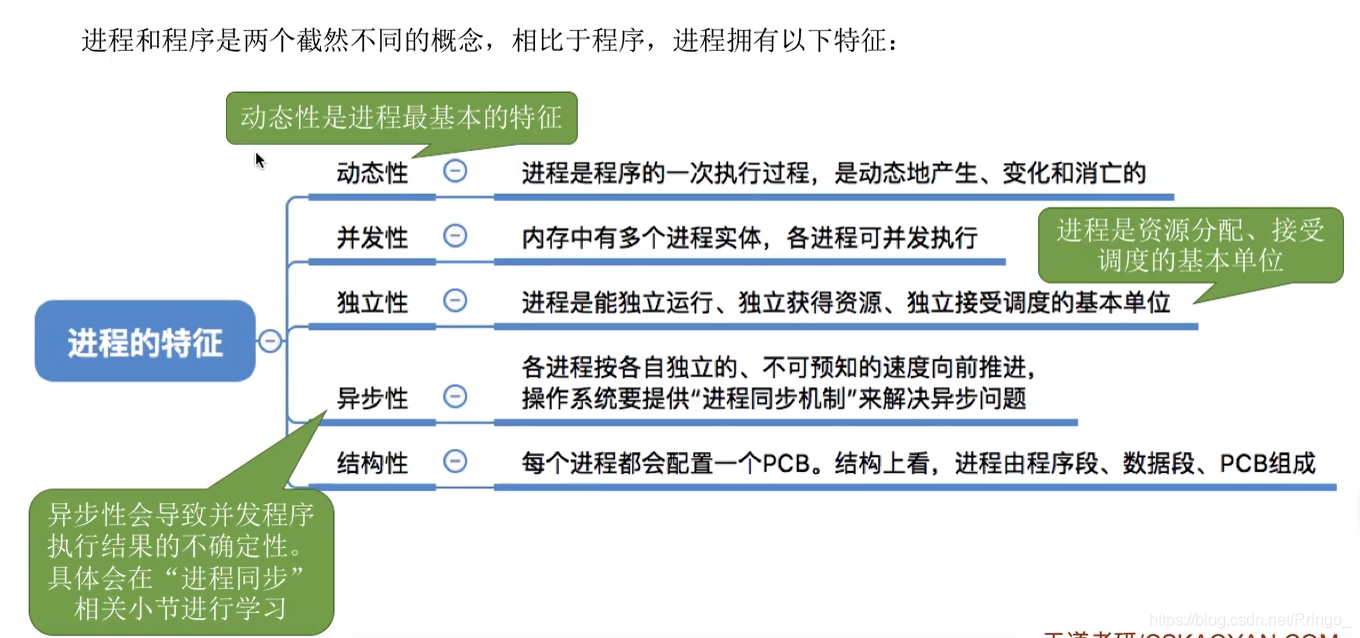 进程和程序是两个截然不同的概念，相比于程序，进程拥有以下特征：
动态性是进程最基本的特征
动态性
进程是程序的一次执行过程，是动态地产生、变化和消亡的
并发性
内存中有多个进程实体，各进程可并发执行
进程是资源分配、接受
调度的基本单位
独立性
进程是能独立运行、独立获得资源、独立接受调度的基本单位
进程的特征
异步性
各进程按各自独立的、不可预知的速度向前推进，
操作系统要提供“进程同步机制”来解决异步问题
结构性
每个进程都会配置一个PCB。结构上看，进程由程序段、数据段、PCB组成
异步性会导致并发程序
执行结果的不确定性。
具体会在“进程同步”
相关小节进行学习
https://blog.csdn.net/Rringo_
王道考研/CSKAOYAN.COM